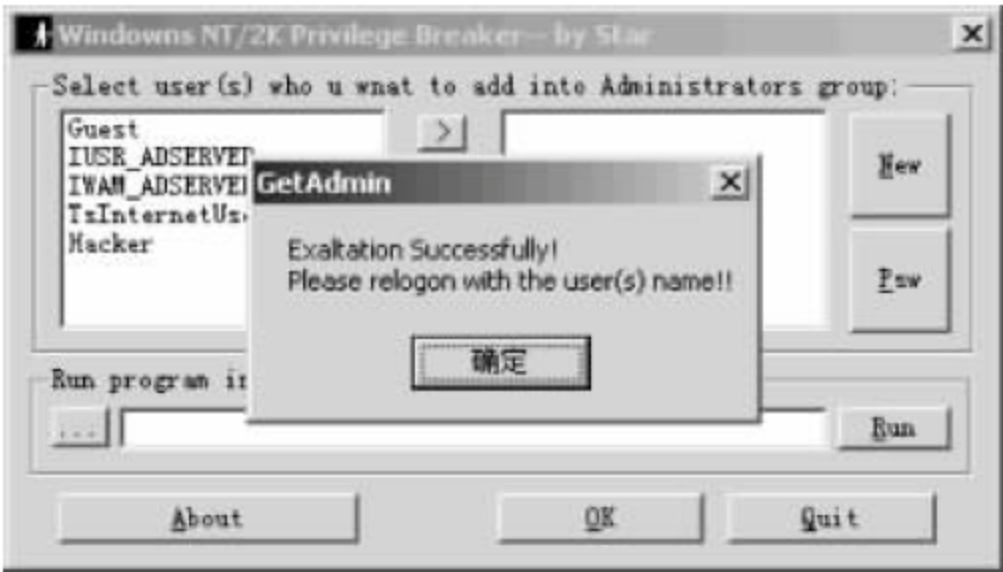 Windowns NT/2K Privilege Breaker-- by Star
Select user(s) who u wnat to add into Administrators group:
Guest
IUSR_ADSERVER
IWAM_ADSERVE
TsInternetUs
Hacker
>
New
Psw
GetAdmin
Exaltation Successfully!
Please relogon with the user(s) name!!
确定
Run program in
...
Run
About
OK
Quit